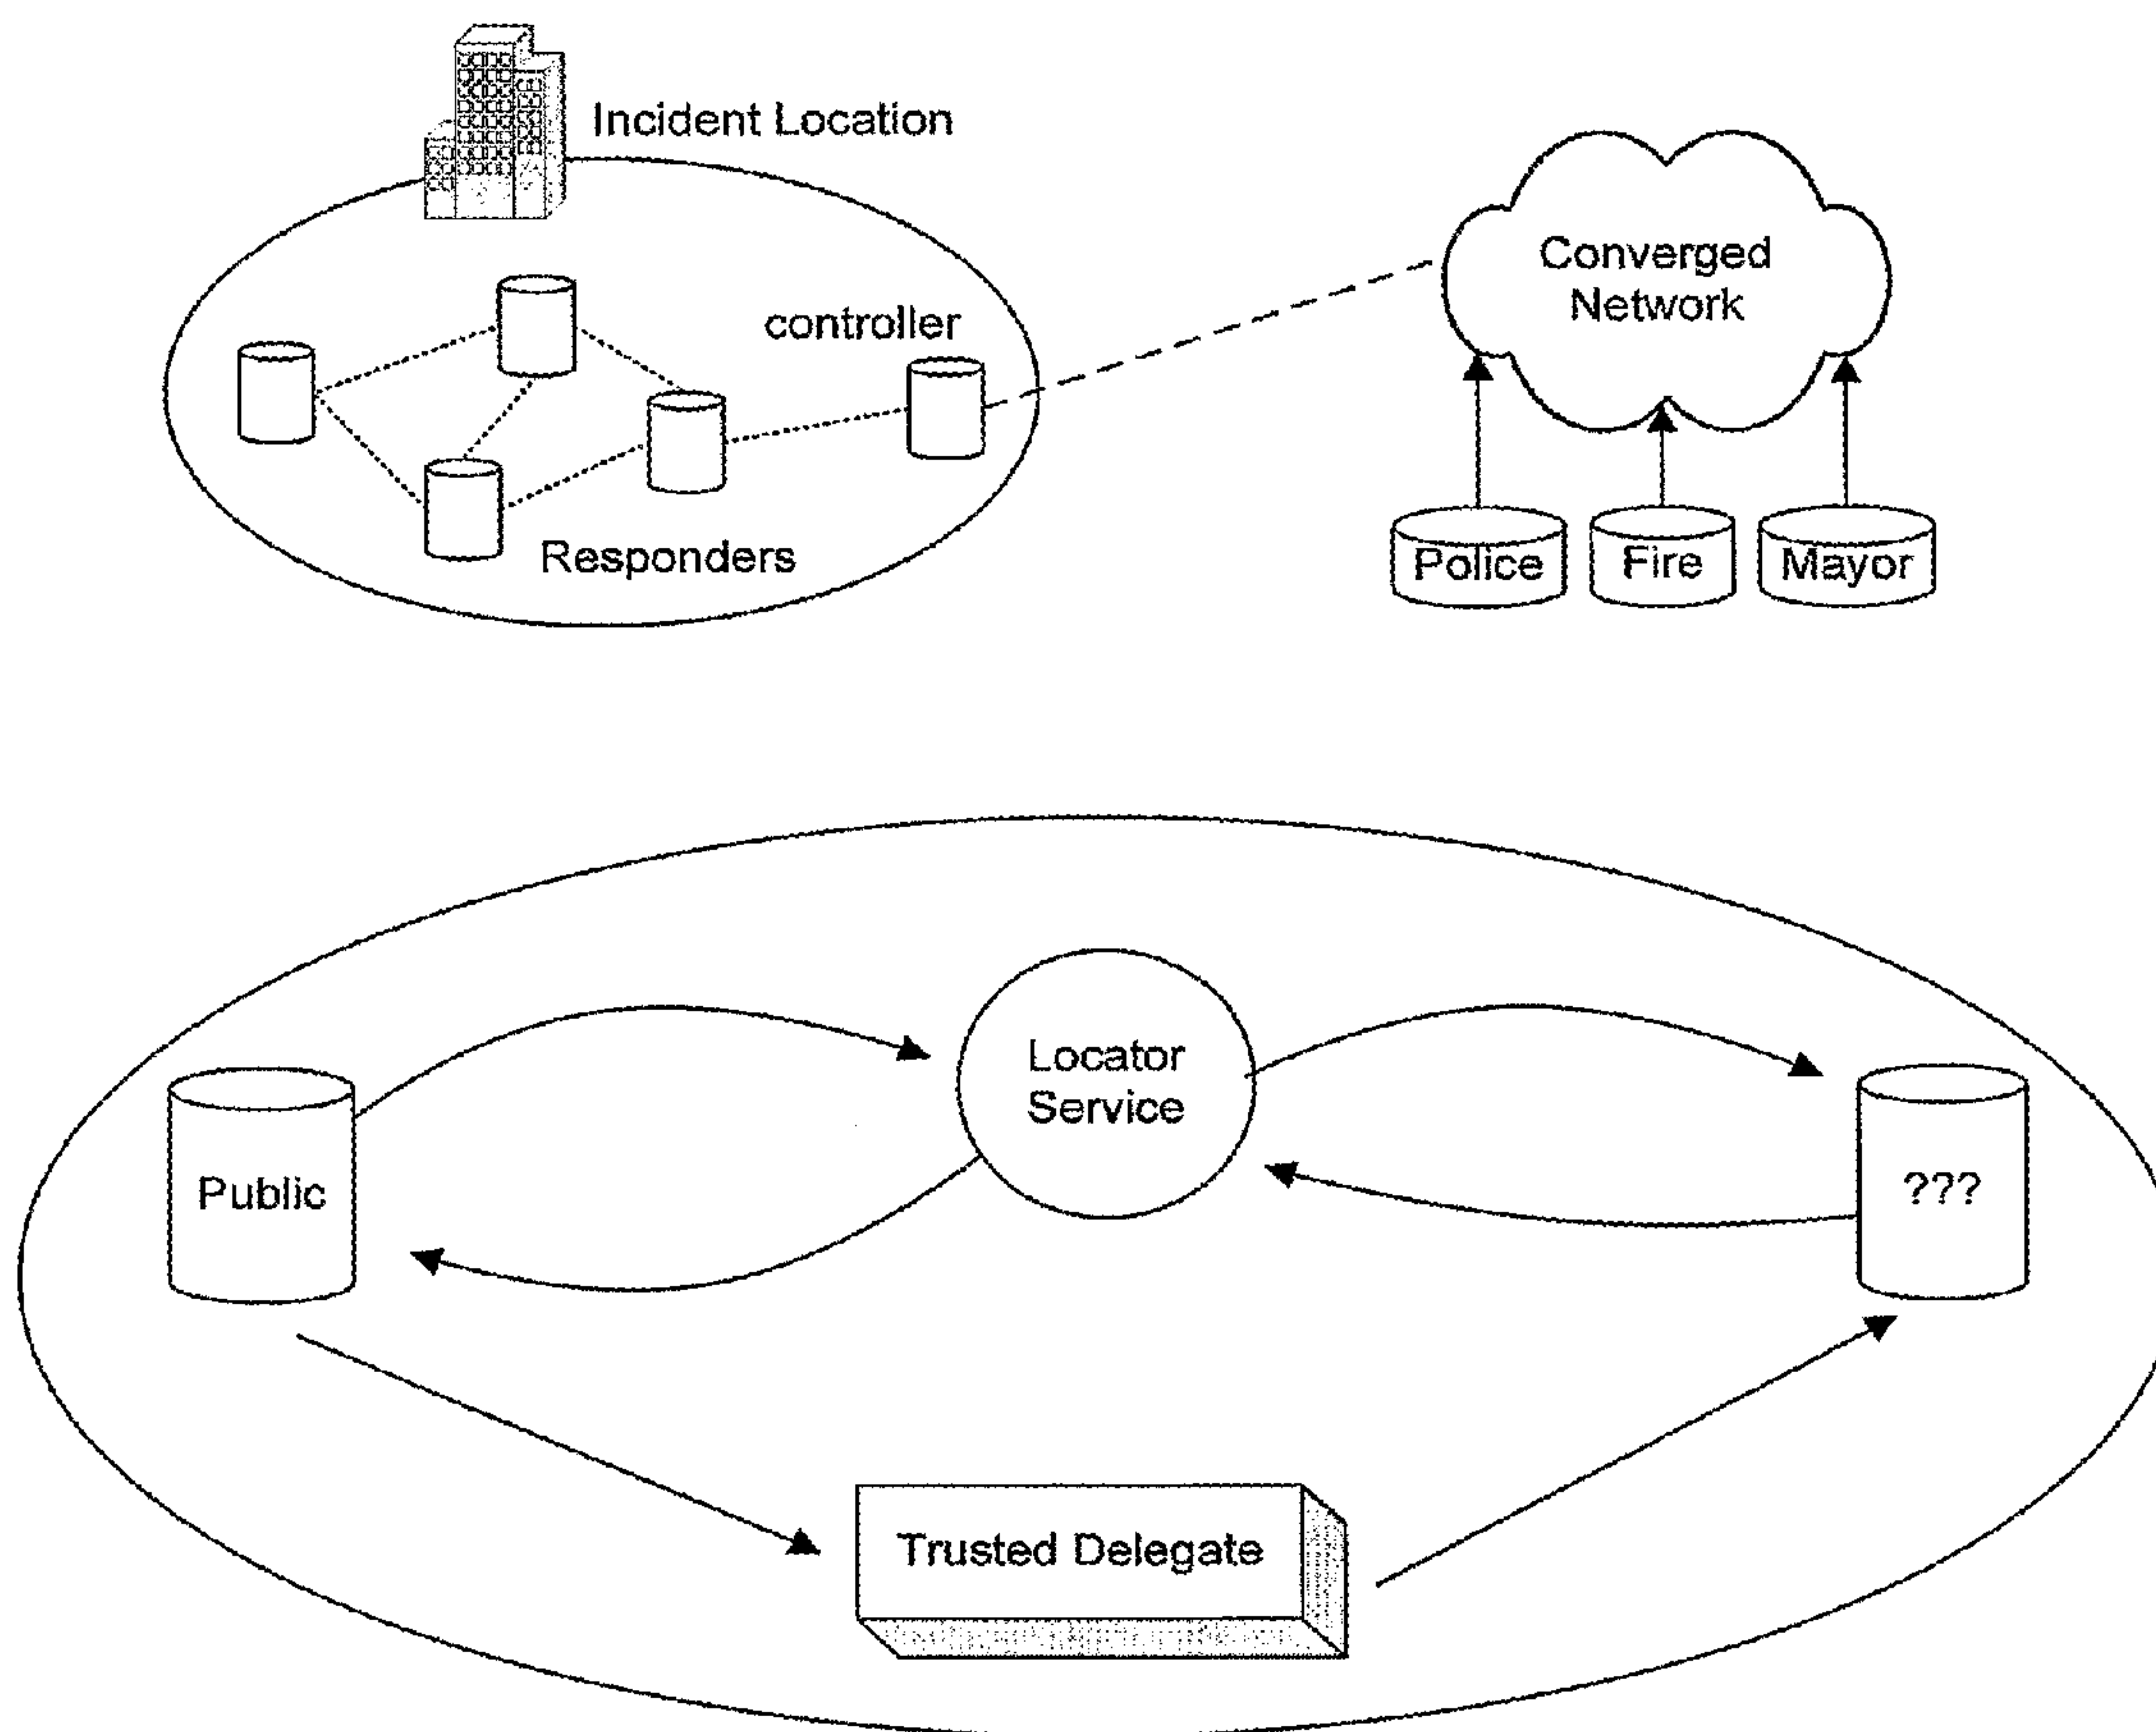 Incident Location
controller
Responders
Converged
Network
Police
Fire
Mayor
Locator
Service
Public
???
Trusted Delegate